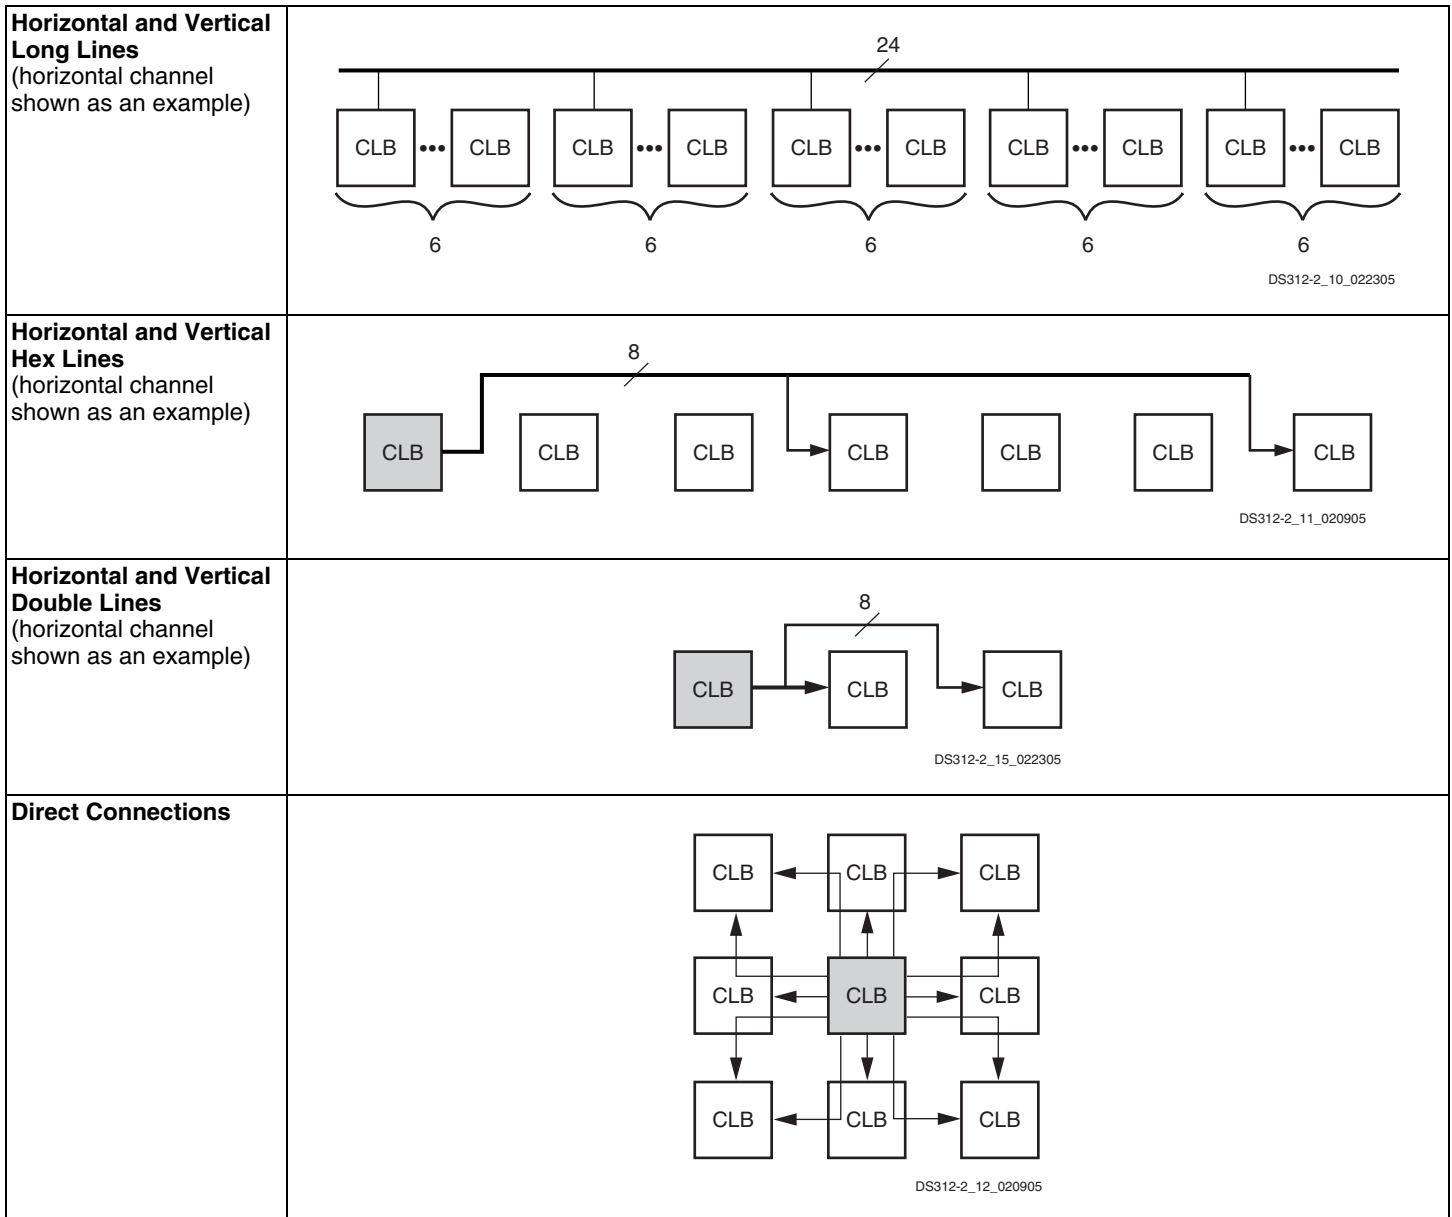 Horizontal and Vertical
Long Lines
(horizontal channel
shown as an example)
24
CLB ••• CLB CLB ••• CLB CLB ••• CLB CLB ••• CLB CLB ••• CLB
6 6 6 6 6
DS312-2_10_022305
Horizontal and Vertical
Hex Lines
(horizontal channel
shown as an example)
8
CLB CLB CLB CLB CLB CLB CLB
DS312-2_11_020905
Horizontal and Vertical
Double Lines
(horizontal channel
shown as an example)
8
CLB CLB CLB
DS312-2_15_022305
Direct Connections
CLB CLB CLB
CLB CLB CLB
CLB CLB CLB
DS312-2_12_020905